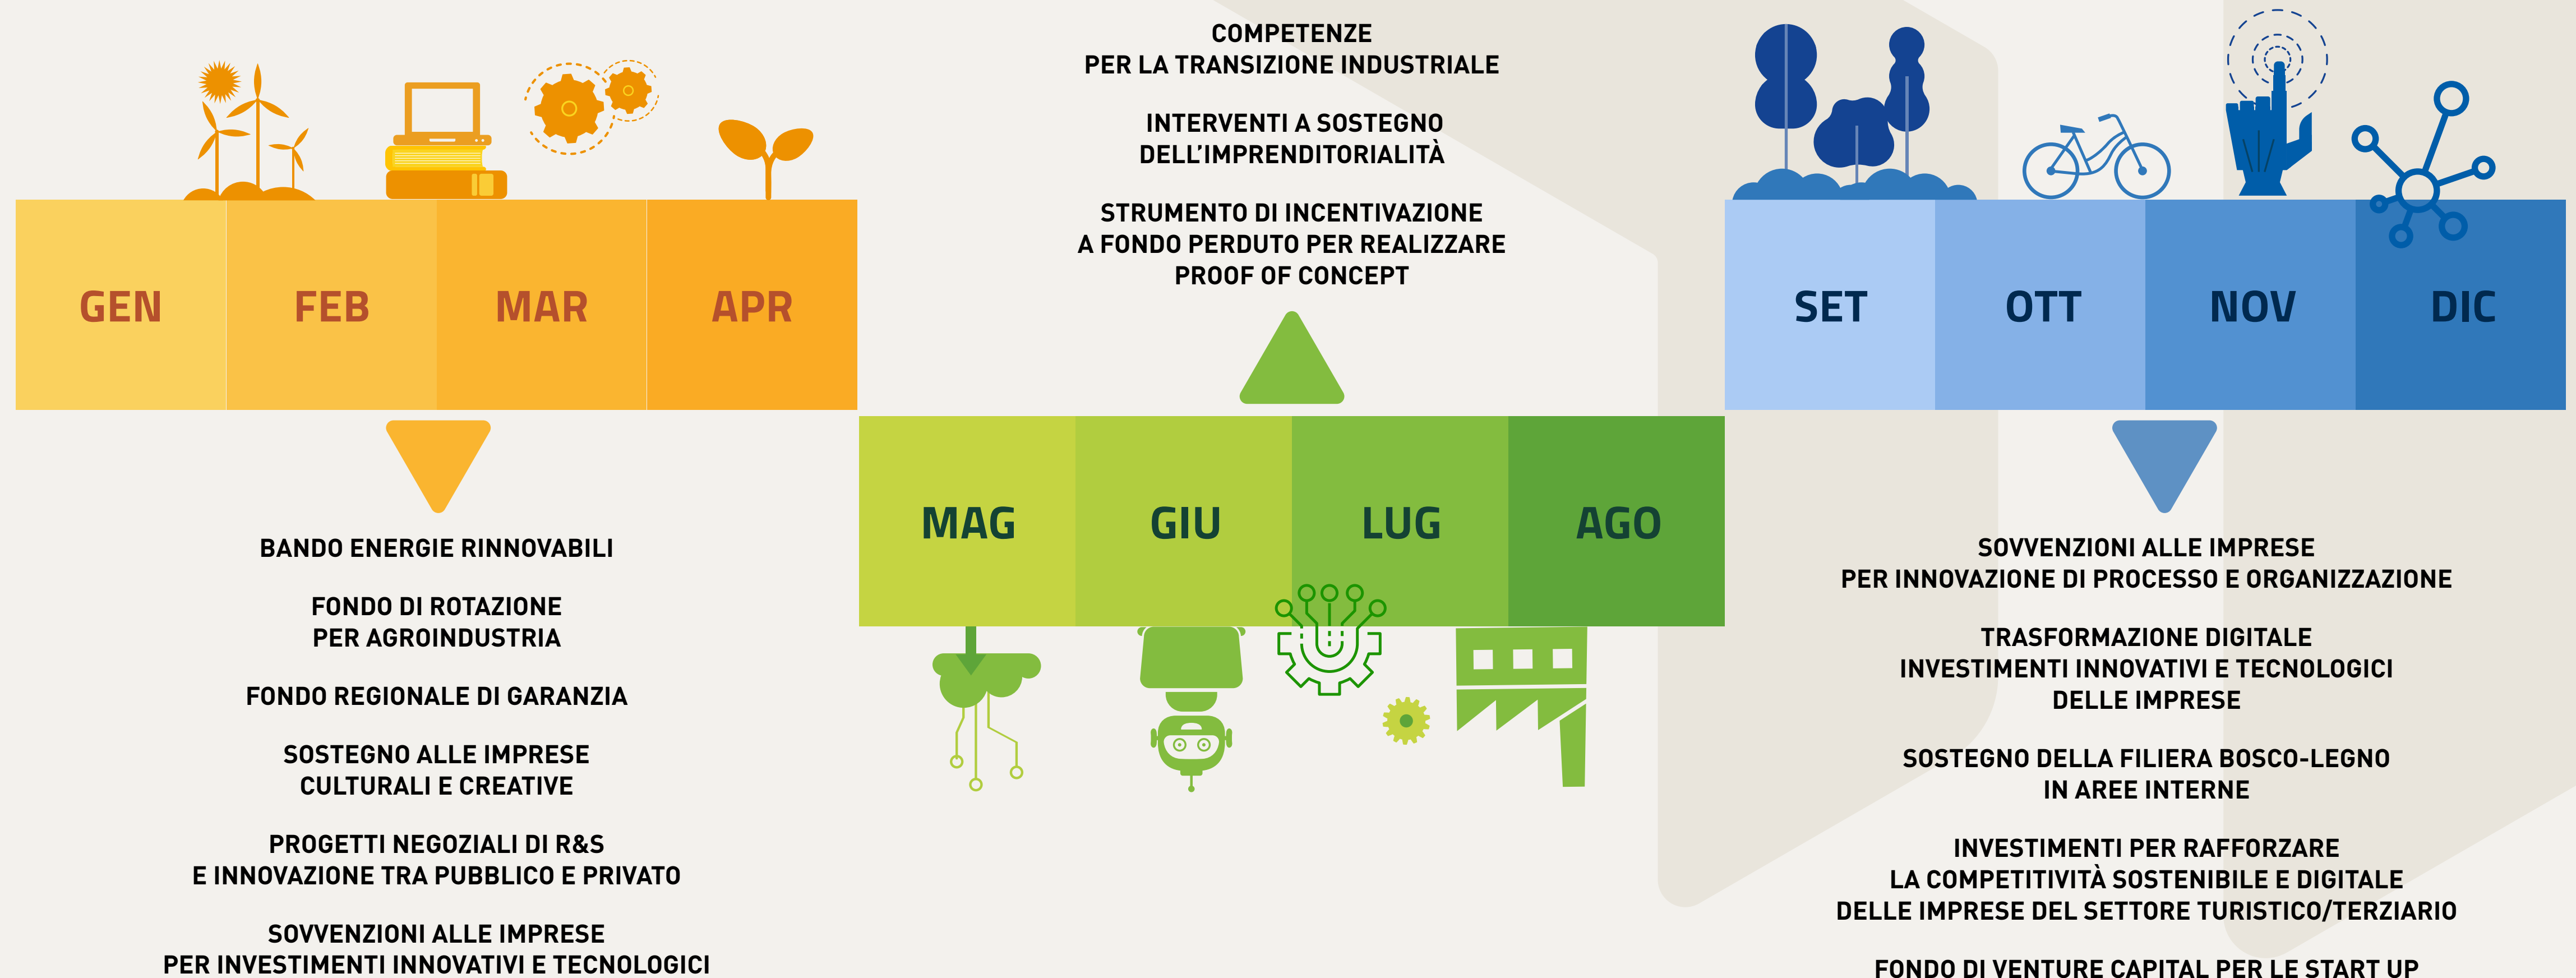 GEN
FEB
MAR
APR
BANDO ENERGIE RINNOVABILI
FONDO DI ROTAZIONE
PER AGROINDUSTRIA
FONDO REGIONALE DI GARANZIA
SOSTEGNO ALLE IMPRESE
CULTURALI E CREATIVE
PROGETTI NEGOZIALI DI R&S
E INNOVAZIONE TRA PUBBLICO E PRIVATO
SOVVENZIONI ALLE IMPRESE
PER INVESTIMENTI INNOVATIVI E TECNOLOGICI
COMPETENZE
PER LA TRANSIZIONE INDUSTRIALE
INTERVENTI A SOSTEGNO
DELL'IMPRENDITORIALITÀ
STRUMENTO DI INCENTIVAZIONE
A FONDO PERDUTO PER REALIZZARE
PROOF OF CONCEPT
MAG
GIU
LUG
AGO
SET
OTT
NOV
DIC
SOVVENZIONI ALLE IMPRESE
PER INNOVAZIONE DI PROCESSO E ORGANIZZAZIONE
TRASFORMAZIONE DIGITALE
INVESTIMENTI INNOVATIVI E TECNOLOGICI
DELLE IMPRESE
SOSTEGNO DELLA FILIERA BOSCO-LEGNO
IN AREE INTERNE
INVESTIMENTI PER RAFFORZARE
LA COMPETITIVITÀ SOSTENIBILE E DIGITALE
DELLE IMPRESE DEL SETTORE TURISTICO/TERZIARIO
FONDO DI VENTURE CAPITAL PER LE START UP